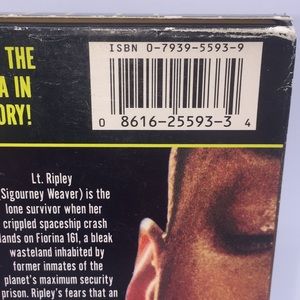 ISBN 0-7939-5593-9
THE
A IN
ORY!
0 8616-25593-3 4
Lt. Ripley
(Sigourney Weaver) is the
lone survivor when her
crippled spaceship crash
lands on Fiorina 161, a bleak
wasteland inhabited by
former inmates of the
planet's maximum security
prison. Ripley's fears that an